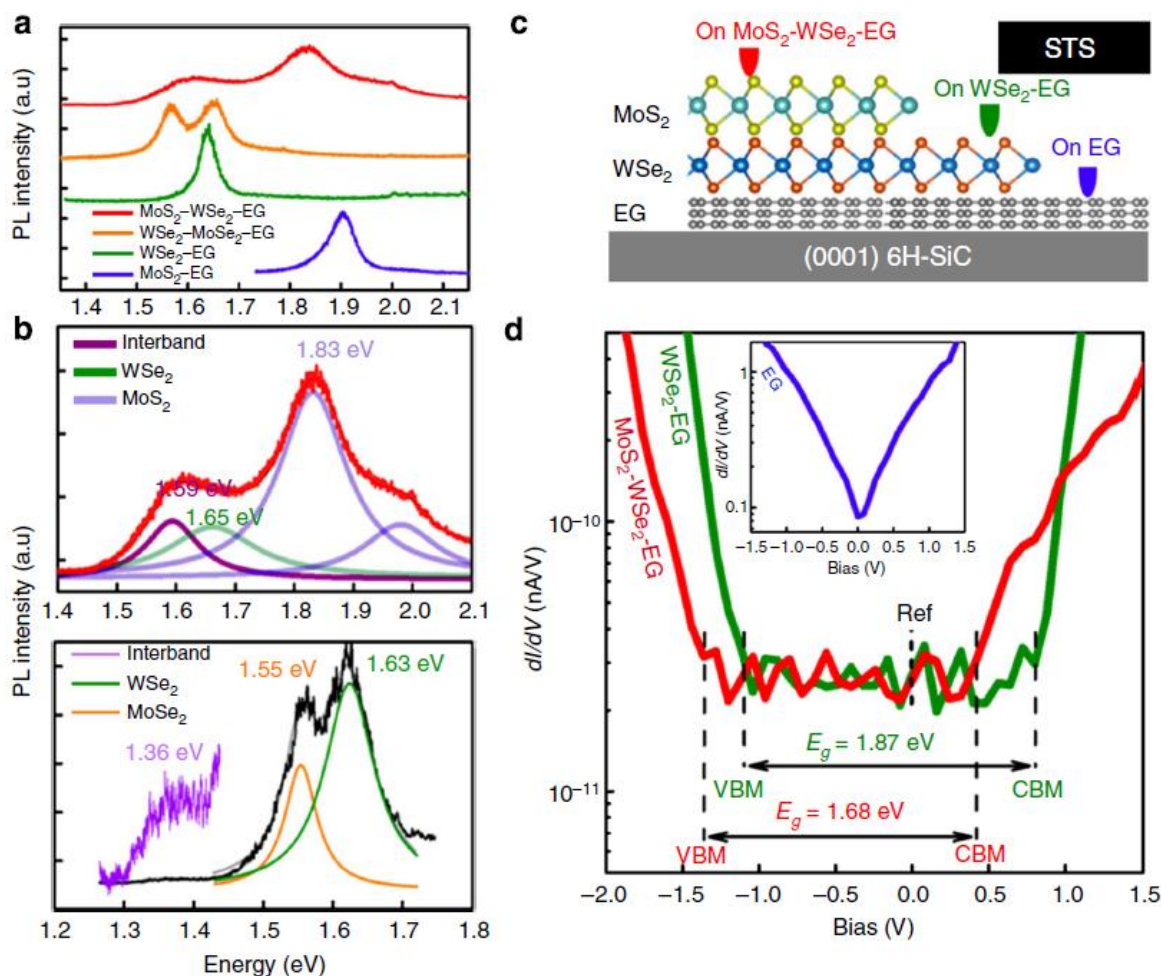 a
PL intensity (a.u)
MoS2–WSe2–EG
WSe2–MoSe2–EG
WSe2–EG
MoS2–EG
1.4 1.5 1.6 1.7 1.8 1.9 2.0 2.1
b
Interband
WSe2
MoS2
1.83 eV
1.59 eV
1.65 eV
1.4 1.5 1.6 1.7 1.8 1.9 2.0 2.1
PL intensity (a.u)
Interband
WSe2
MoSe2
1.55 eV
1.63 eV
1.36 eV
1.2 1.3 1.4 1.5 1.6 1.7 1.8
Energy (eV)
c
On MoS2-WSe2-EG
STS
On WSe2-EG
On EG
MoS2
WSe2
EG
(0001) 6H-SiC
d
MoS2-WSe2-EG
WSe2-EG
EG
dI/dV (nA/V)
1
0.1
−1.5 −1.0 −0.5 0.0 0.5 1.0 1.5
Bias (V)
dI/dV (nA/V)
10−10
10−11
Ref
Eg = 1.87 eV
VBM
CBM
Eg = 1.68 eV
VBM
CBM
−2.0 −1.5 −1.0 −0.5 0.0 0.5 1.0 1.5
Bias (V)